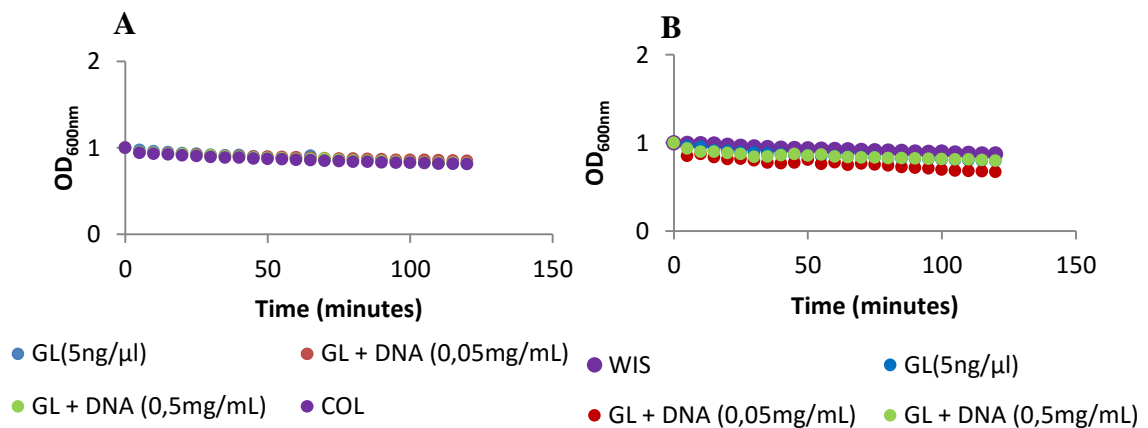 A
2
1
0
OD600nm
0 50 100 150
Time (minutes)
GL(5ng/µl) GL + DNA (0,05mg/mL)
GL + DNA (0,5mg/mL) COL
B
2
1
0
OD600nm
0 50 100 150
Time (minutes)
WIS GL(5ng/µl)
GL + DNA (0,05mg/mL) GL + DNA (0,5mg/mL)